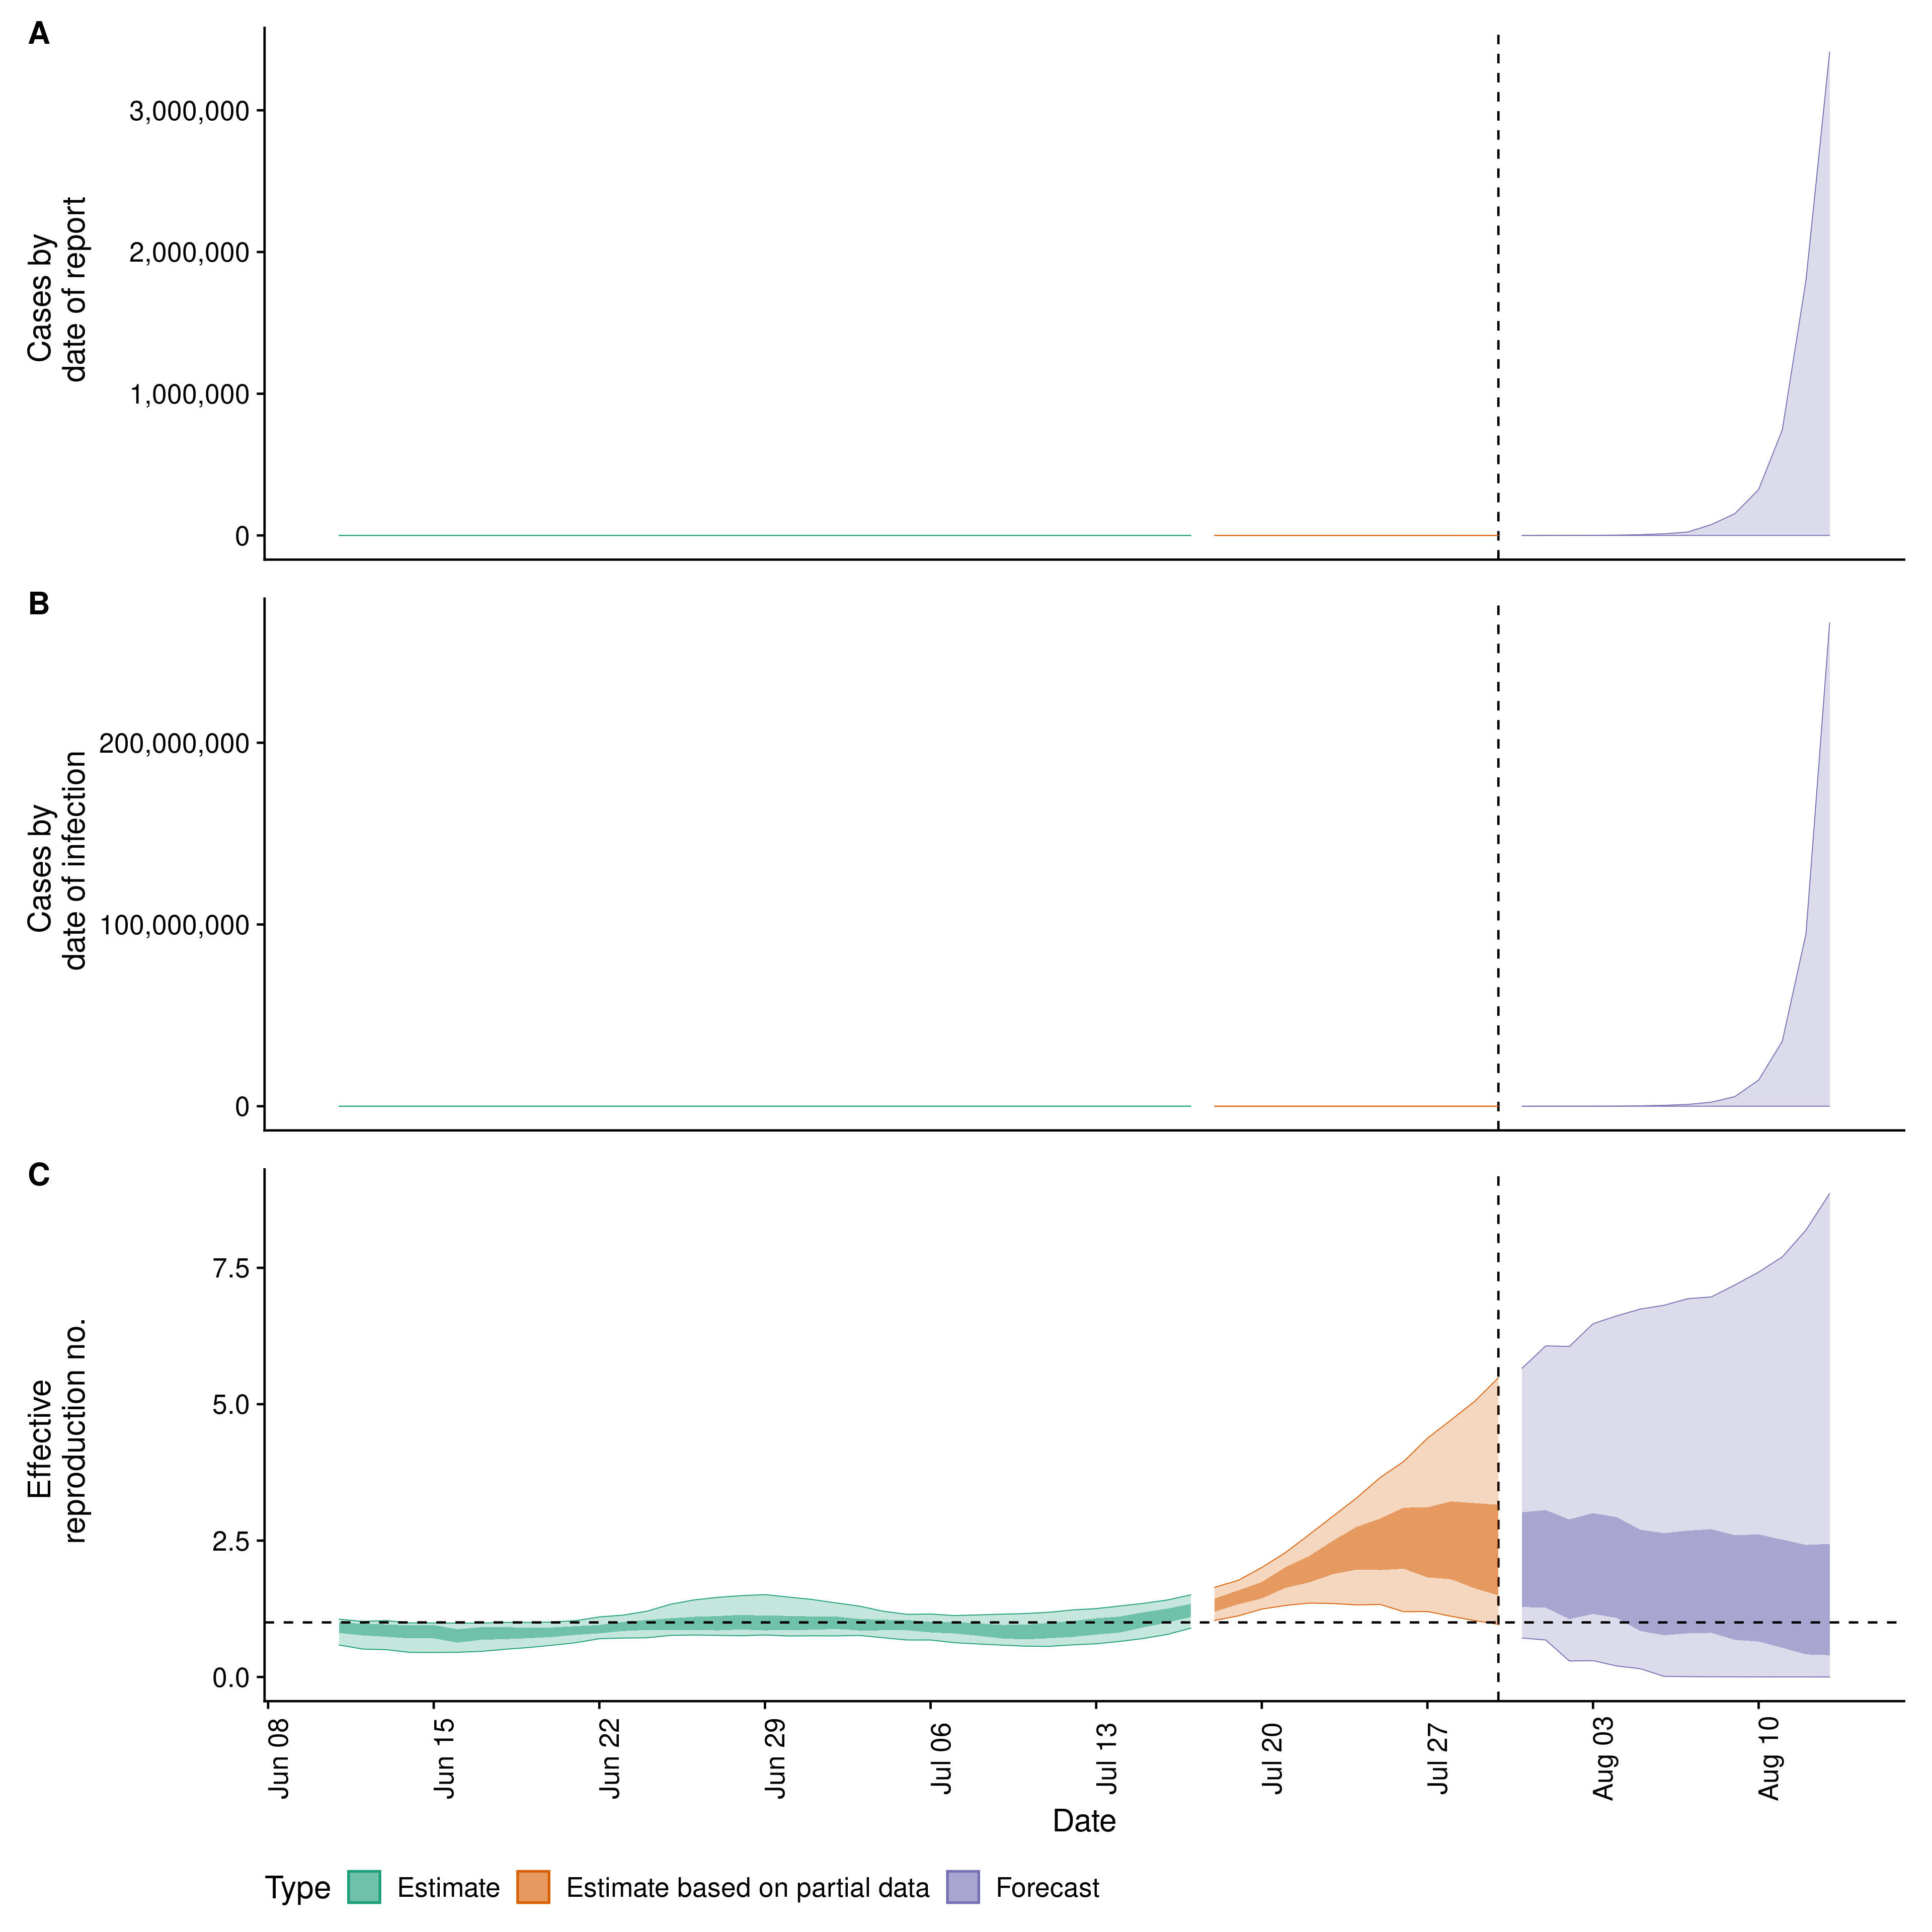 A
Cases by
date of report
3,000,000
2,000,000
1,000,000
0
B
Cases by
date of infection
200,000,000
100,000,000
0
C
Effective
reproduction no.
7.5
5.0
2.5
0.0
Jun 08
Jun 15
Jun 22
Jun 29
Jul 06
Jul 13
Jul 20
Jul 27
Aug 03
Aug 10
Date
Type Estimate Estimate based on partial data Forecast